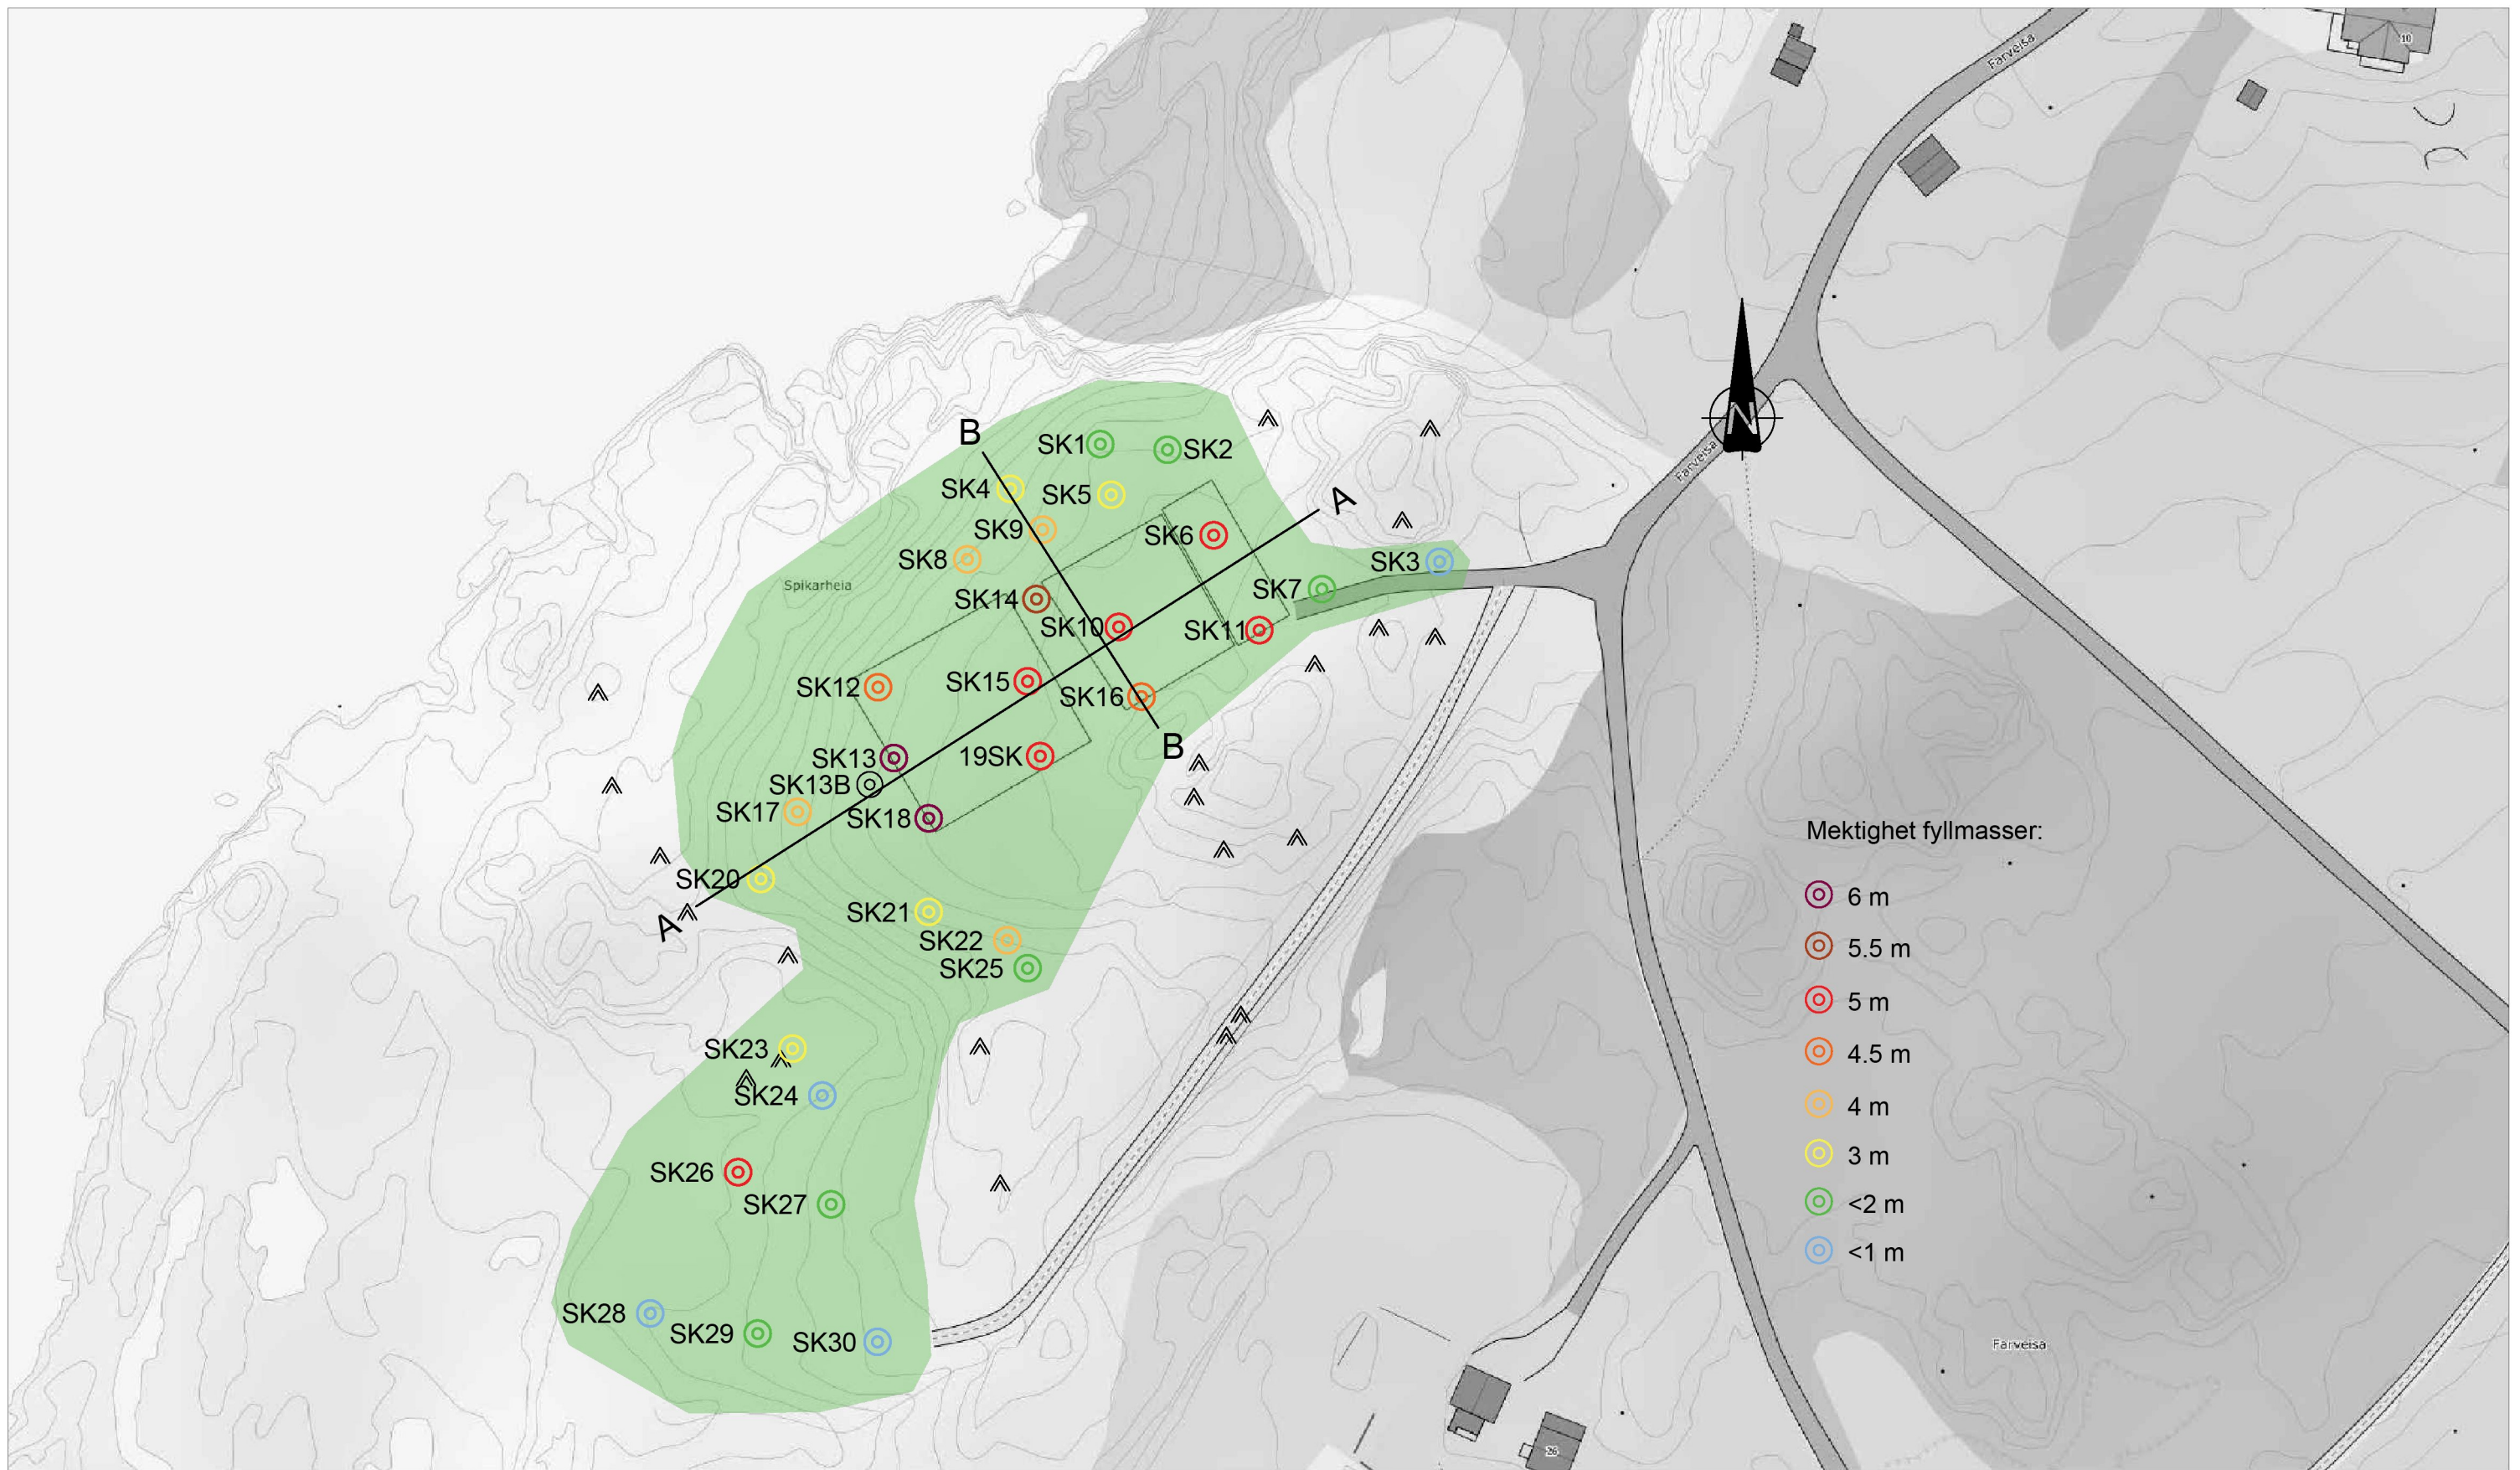 Farveisa
10
N
Farveisa
B
SK1
SK2
SK4
SK5
A
SK9
SK6
SK8
SK3
Spikarheia
SK7
SK14
SK10
SK11
SK12
SK15
SK16
B
SK13
19SK
SK13B
SK17
SK18
SK20
A
SK21
SK22
SK25
SK23
SK24
SK26
SK27
SK28
SK29
SK30
Mektighet fyllmasser:
6 m
5.5 m
5 m
4.5 m
4 m
3 m
<2 m
<1 m
Farveisa
26